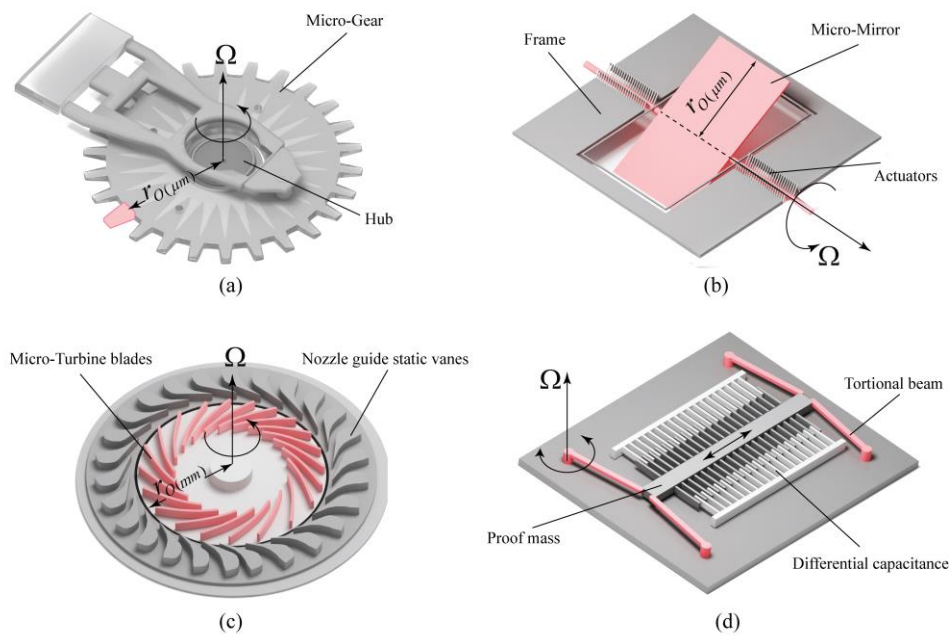 Micro-Gear
Ω
r_O(μm)
Hub
(a)
Micro-Mirror
Frame
r_O(μm)
Actuators
Ω
(b)
Micro-Turbine blades
Ω
Nozzle guide static vanes
r_O(mm)
(c)
Ω
Tortional beam
Proof mass
Differential capacitance
(d)